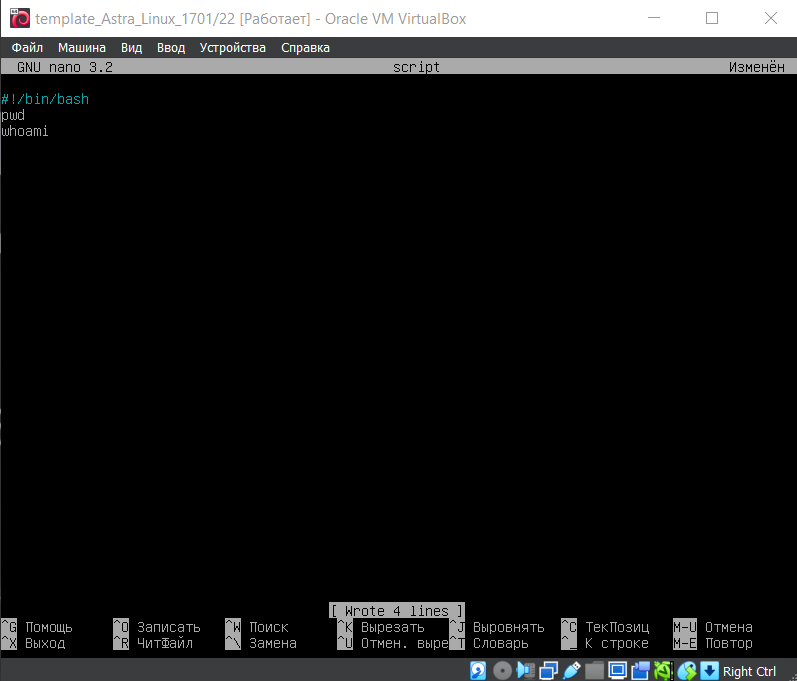 template_Astra_Linux_1701/22 [Работает] - Oracle VM VirtualBox
Файл Машина Вид Ввод Устройства Справка
GNU nano 3.2 script Изменён
#!/bin/bash
pwd
whoami
[ Wrote 4 lines ]
^G Помощь ^O Записать ^W Поиск ^K Вырезать ^J Выровнять ^C ТекПозиц M-U Отмена
^X Выход ^R ЧитФайл ^\ Замена ^U Отмен. выре^T Словарь ^_ К строке M-E Повтор
Right Ctrl